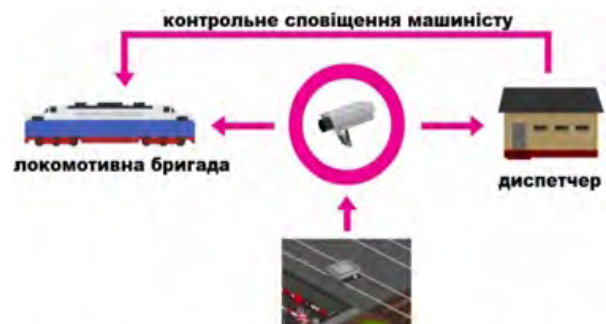 контрольне сповіщення машиністу
локомотивна бригада
диспетчер